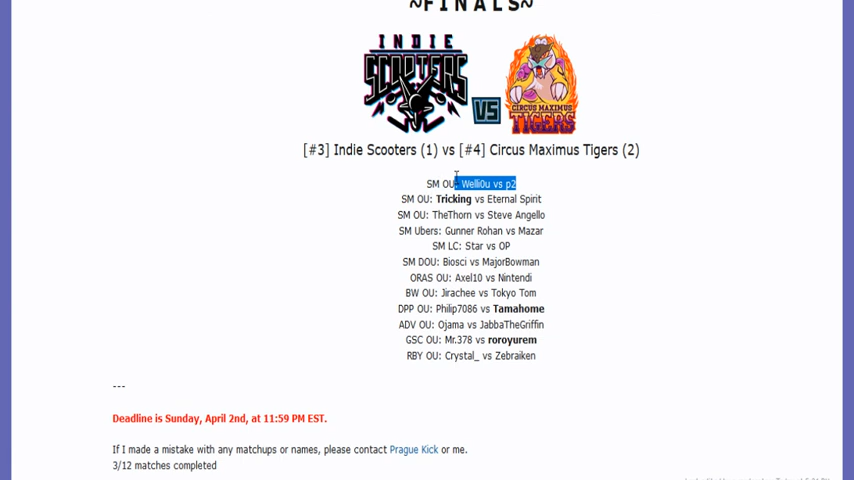 ~F I N A L S~
INDIE
SCOOTERS
VS
CIRCUS MAXIMUS
TIGERS
[#3] Indie Scooters (1) vs [#4] Circus Maximus Tigers (2)
SM OU: Welli0u vs p2
SM OU: Tricking vs Eternal Spirit
SM OU: TheThorn vs Steve Angello
SM Ubers: Gunner Rohan vs Mazar
SM LC: Star vs OP
SM DOU: Biosci vs MajorBowman
ORAS OU: Axel10 vs Nintendi
BW OU: Jirachee vs Tokyo Tom
DPP OU: Philip7086 vs Tamahome
ADV OU: Ojama vs JabbaTheGriffin
GSC OU: Mr.378 vs roroyurem
RBY OU: Crystal_ vs Zebraiken
---
Deadline is Sunday, April 2nd, at 11:59 PM EST.
If I made a mistake with any matchups or names, please contact Prague Kick or me.
3/12 matches completed